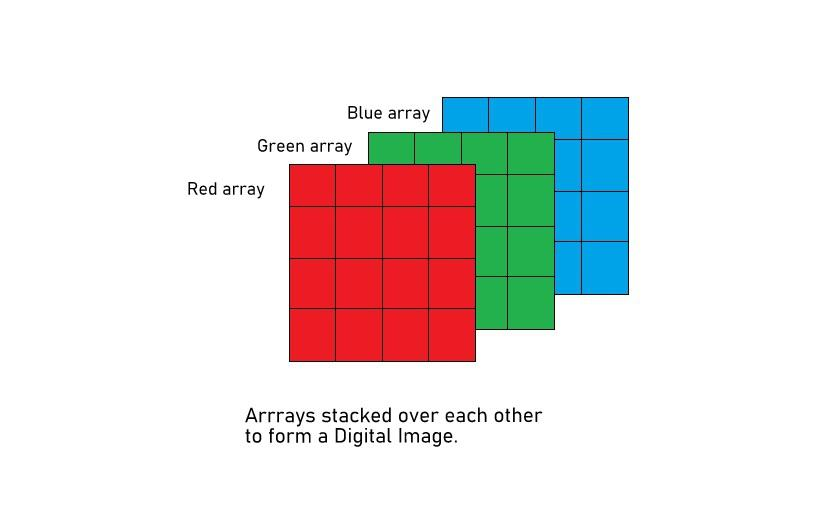 Blue array
Green array
Red array
Arrrays stacked over each other
to form a Digital Image.